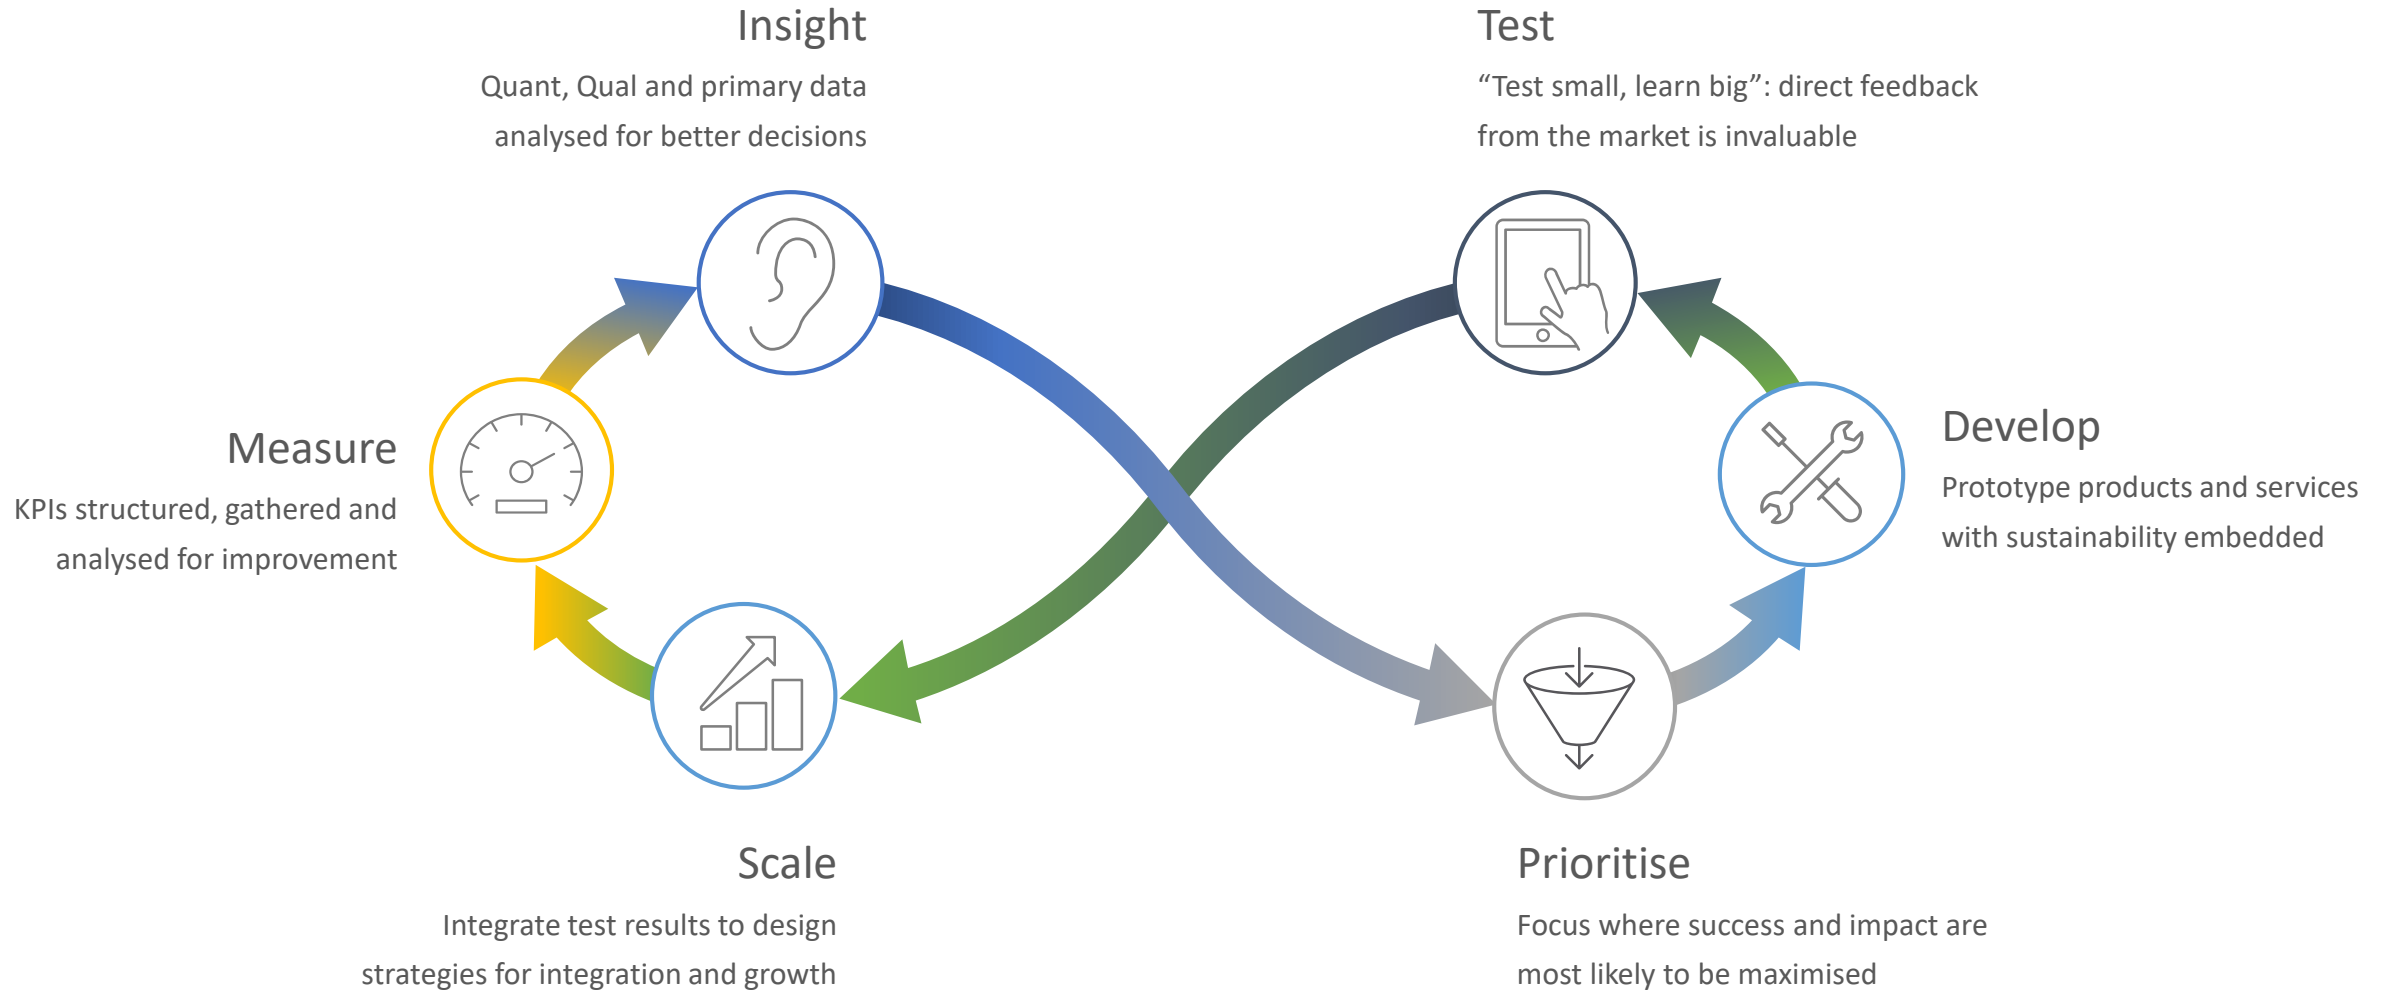 Insight
Quant, Qual and primary data
analysed for better decisions
Test
“Test small, learn big”: direct feedback
from the market is invaluable
Measure
KPIs structured, gathered and
analysed for improvement
Develop
Prototype products and services
with sustainability embedded
Scale
Integrate test results to design
strategies for integration and growth
Prioritise
Focus where success and impact are
most likely to be maximised